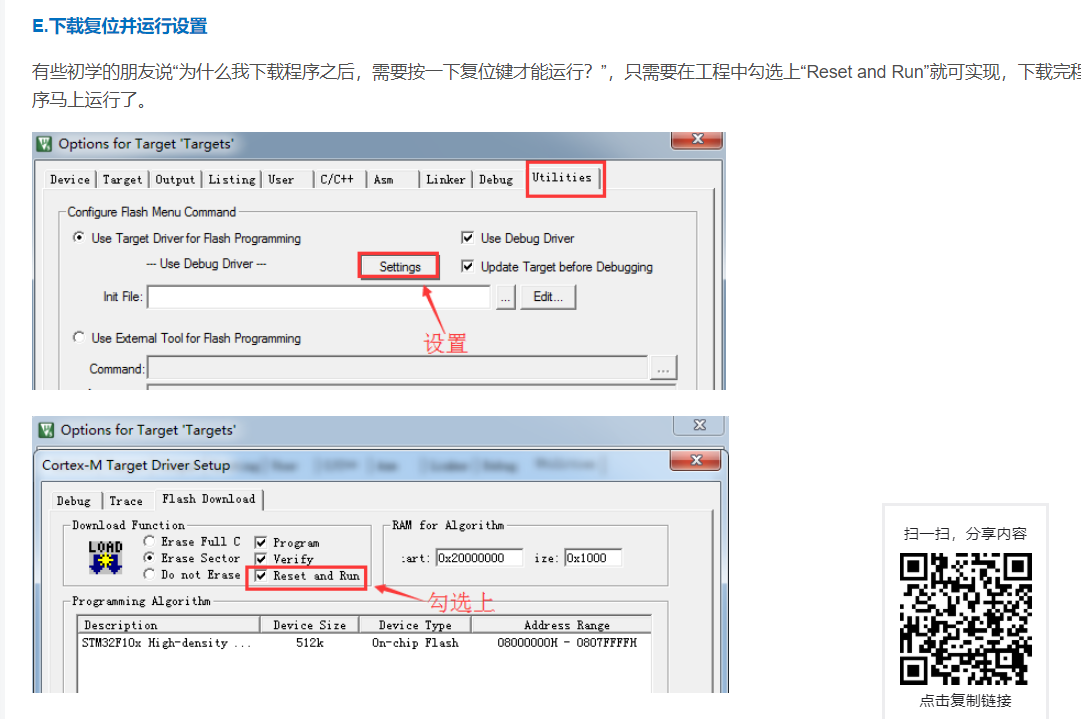 E.下载复位并运行设置
有些初学的朋友说“为什么我下载程序之后，需要按一下复位键才能运行？”，只需要在工程中勾选上“Reset and Run”就可实现，下载完程
序马上运行了。
Options for Target 'Targets'
Device Target Output Listing User C/C++ Asm Linker Debug Utilities
Configure Flash Menu Command
Use Target Driver for Flash Programming Use Debug Driver
--- Use Debug Driver --- Settings Update Target before Debugging
Init File: ... Edit...
设置
Use External Tool for Flash Programming
Command: ...
Options for Target 'Targets'
Cortex-M Target Driver Setup
Debug Trace Flash Download
Download Function RAM for Algorithm
LOAD Erase Full C Program
Erase Sector Verify :art: 0x20000000 ize: 0x1000
Do not Erase Reset and Run
勾选上
Programming Algorithm
Description Device Size Device Type Address Range
STM32F10x High-density ... 512k On-chip Flash 08000000H - 0807FFFFH
扫一扫，分享内容
点击复制链接